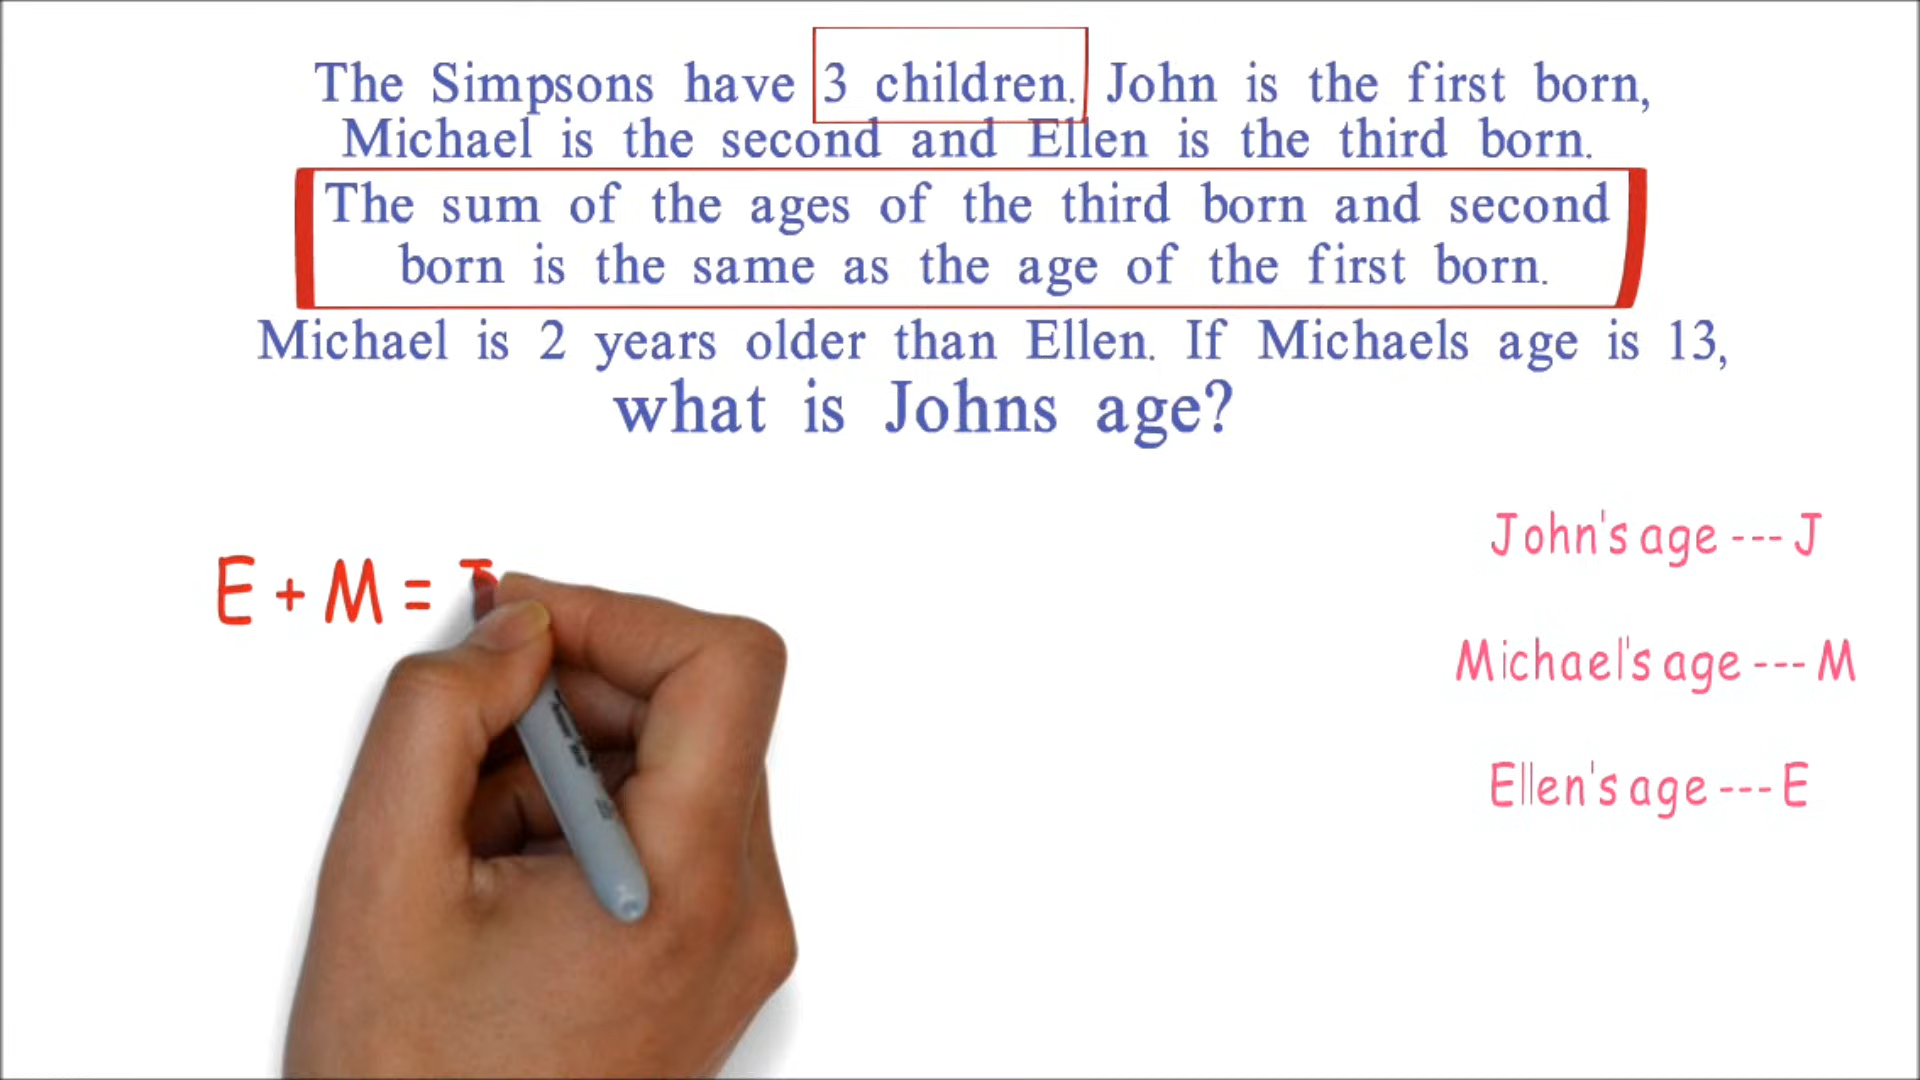 The Simpsons have 3 children. John is the first born,
Michael is the second and Ellen is the third born.
The sum of the ages of the third born and second
born is the same as the age of the first born.
Michael is 2 years older than Ellen. If Michaels age is 13,
what is Johns age?
E + M =
John's age --- J
Michael's age --- M
Ellen's age --- E